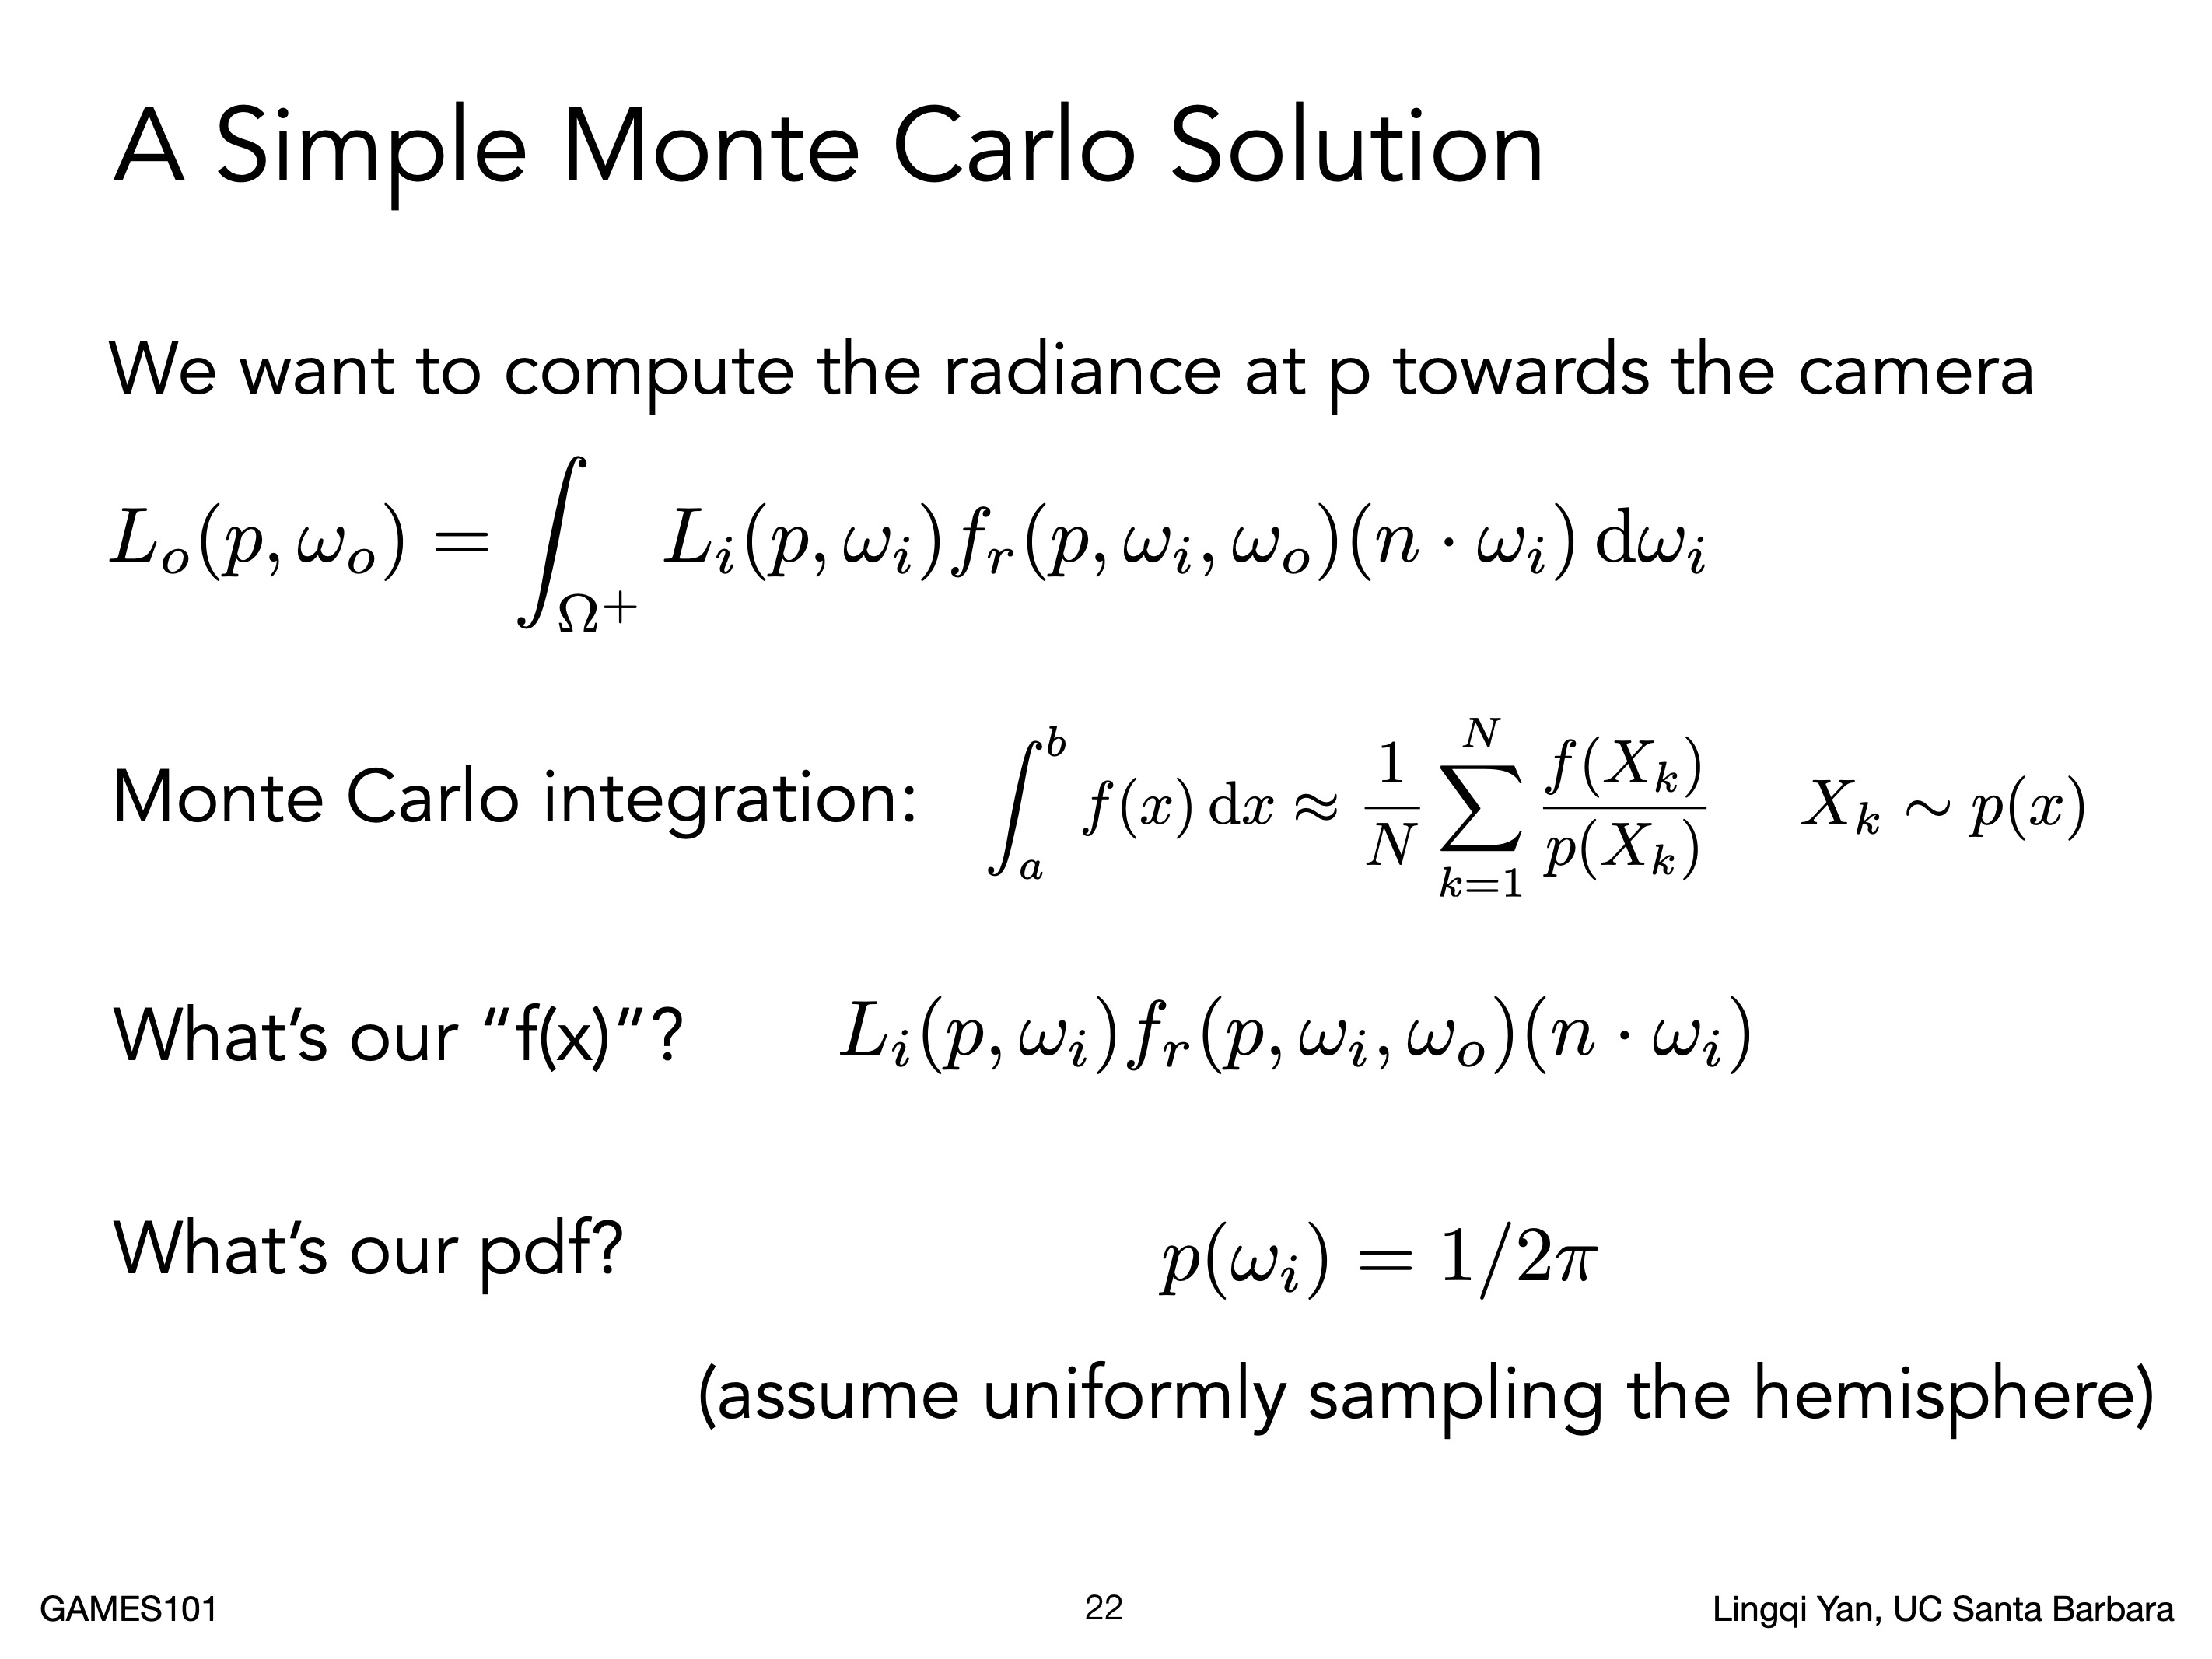 A Simple Monte Carlo Solution
We want to compute the radiance at p towards the camera
$L_o(p, \omega_o) = \int_{\Omega^+} L_i(p, \omega_i) f_r(p, \omega_i, \omega_o)(n \cdot \omega_i) \, \mathrm{d}\omega_i$
Monte Carlo integration: $\int_a^b f(x) \, \mathrm{d}x \approx \frac{1}{N} \sum_{k=1}^{N} \frac{f(X_k)}{p(X_k)}$ $X_k \sim p(x)$
What’s our “f(x)”? $L_i(p, \omega_i) f_r(p, \omega_i, \omega_o)(n \cdot \omega_i)$
What’s our pdf? $p(\omega_i) = 1/2\pi$
(assume uniformly sampling the hemisphere)
GAMES101 22 Lingqi Yan, UC Santa Barbara